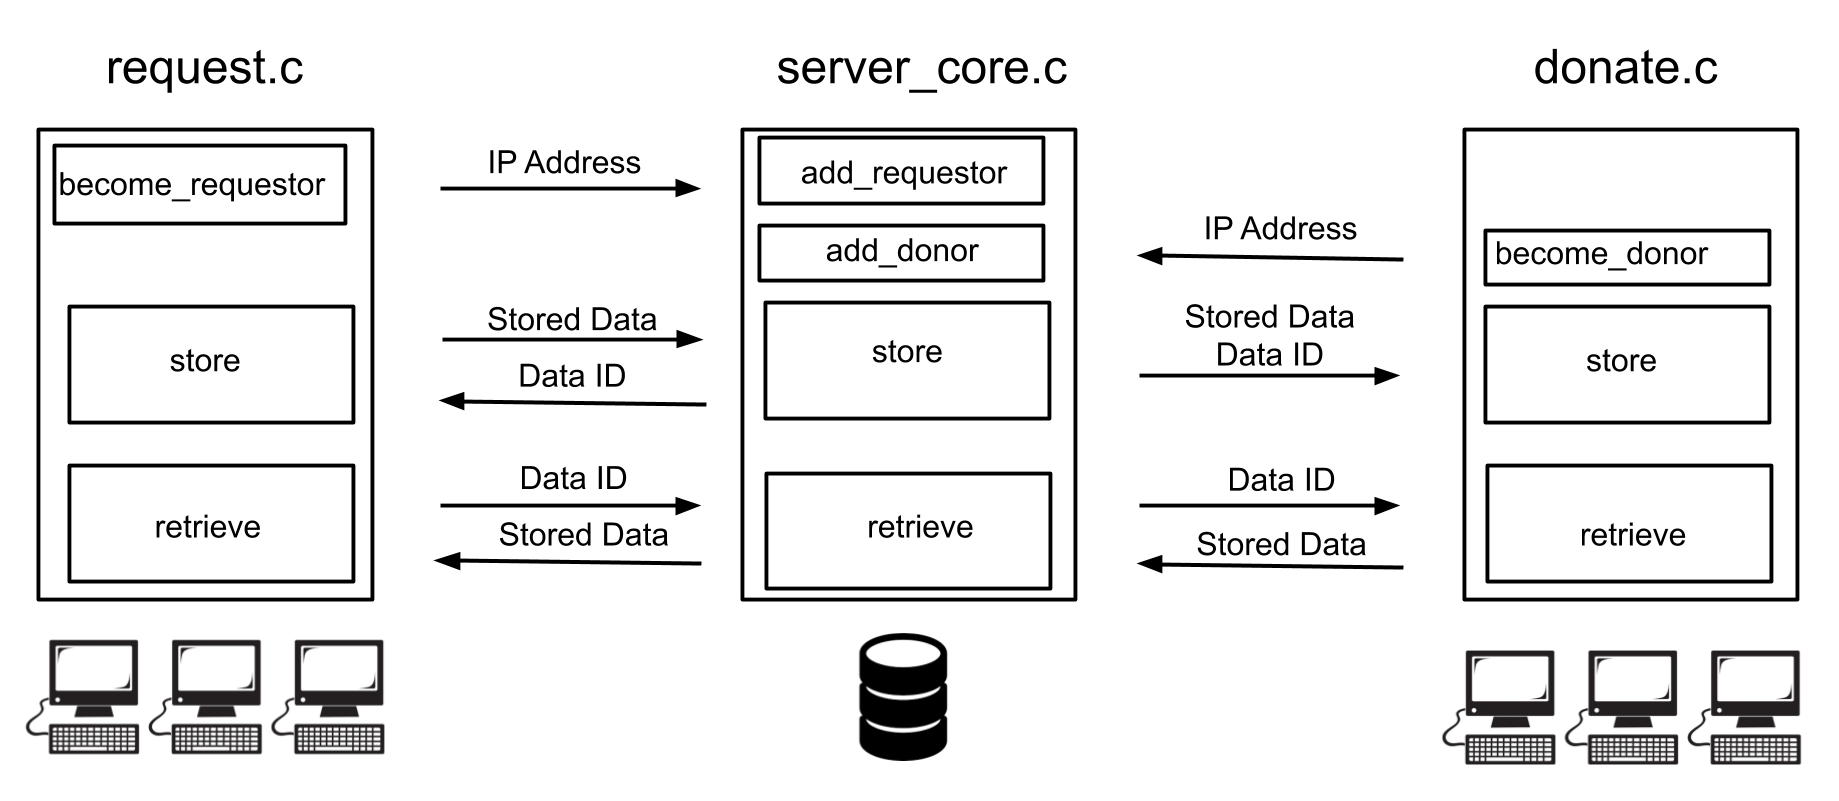 request.c
server_core.c
donate.c
become_requestor
IP Address
add_requestor
add_donor
IP Address
become_donor
store
Stored Data
Data ID
store
Stored Data
Data ID
store
retrieve
Data ID
Stored Data
retrieve
Data ID
Stored Data
retrieve